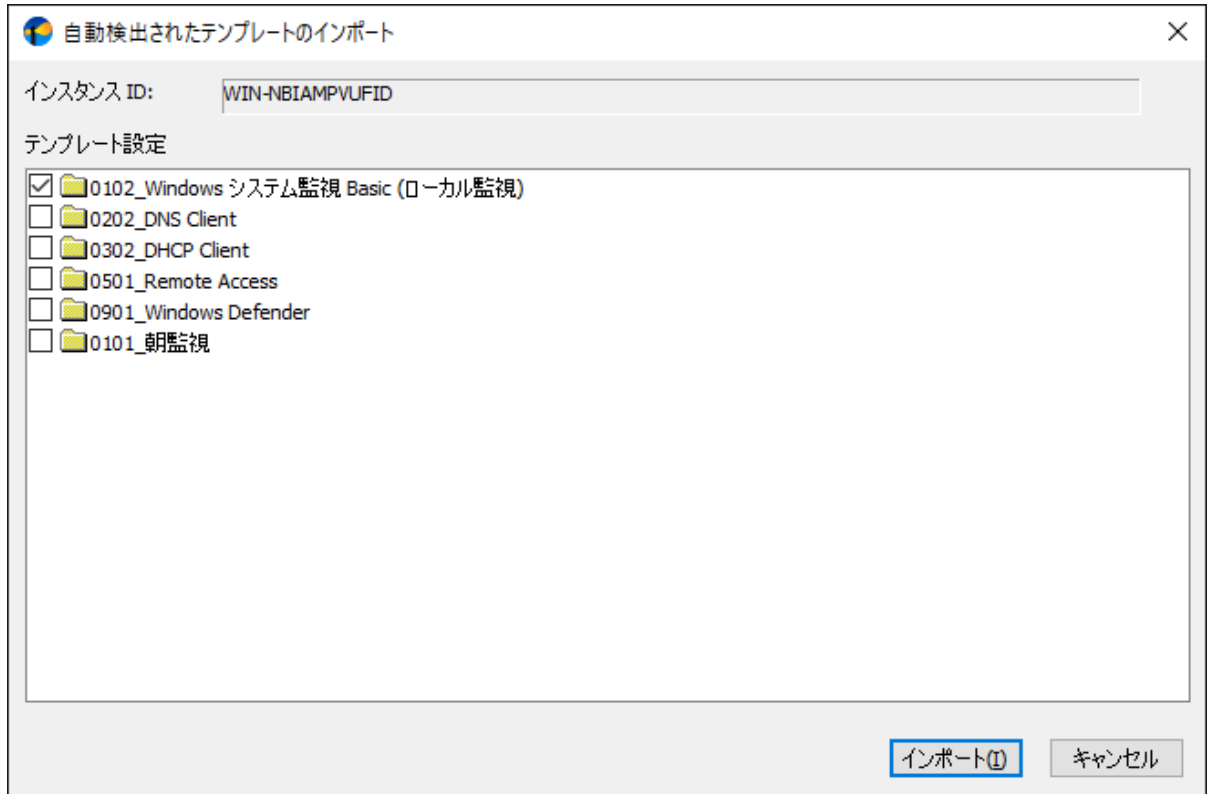 自動検出されたテンプレートのインポート
インスタンス ID: WIN-NBIAMPVUFID
テンプレート設定
0102_Windows システム監視 Basic (ローカル監視)
0202_DNS Client
0302_DHCP Client
0501_Remote Access
0901_Windows Defender
0101_朝監視
インポート(I) キャンセル